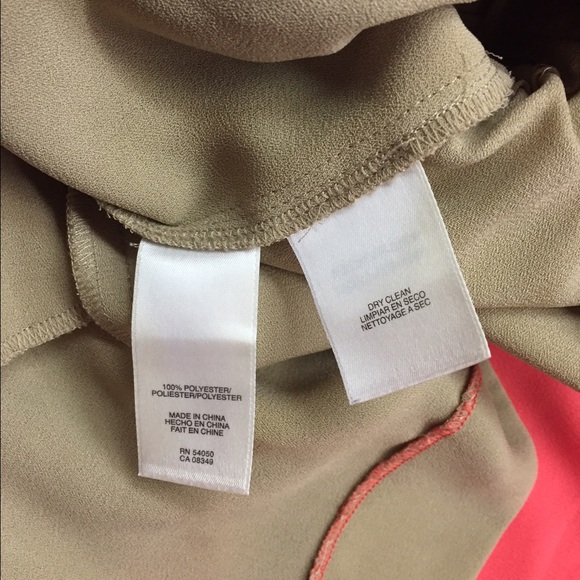 100% POLYESTER/
POLIESTER/POLYESTER
MADE IN CHINA
HECHO EN CHINA
FAIT EN CHINE
RN 54050
CA 08349
DRY CLEAN
LIMPIAR EN SECO
NETTOYAGE A SEC